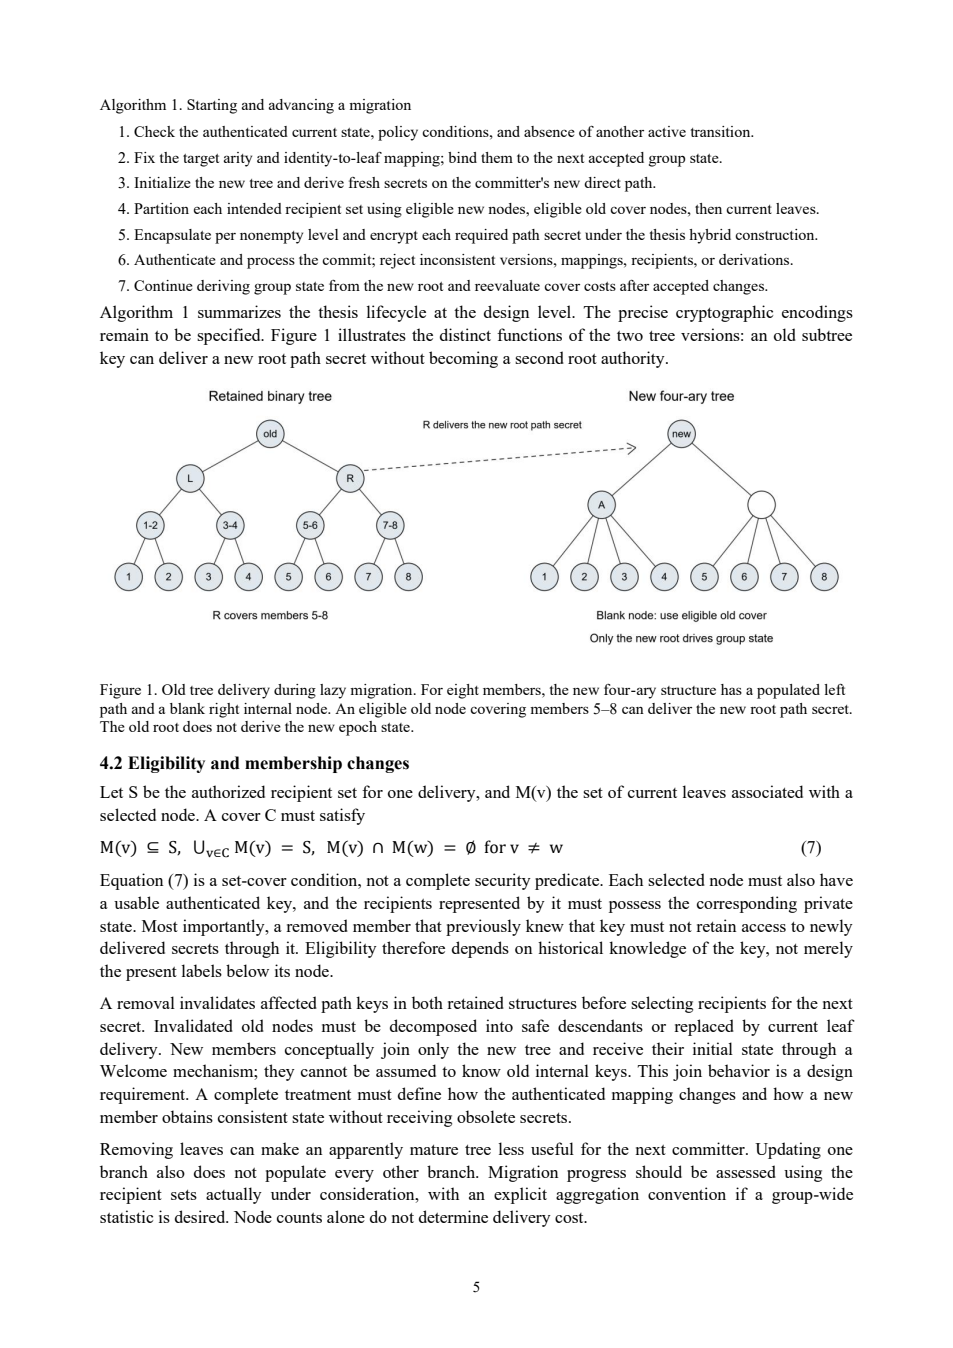 Algorithm 1. Starting and advancing a migration
1. Check the authenticated current state, policy conditions, and absence of another active transition.
2. Fix the target arity and identity-to-leaf mapping; bind them to the next accepted group state.
3. Initialize the new tree and derive fresh secrets on the committer's new direct path.
4. Partition each intended recipient set using eligible new nodes, eligible old cover nodes, then current leaves.
5. Encapsulate per nonempty level and encrypt each required path secret under the thesis hybrid construction.
6. Authenticate and process the commit; reject inconsistent versions, mappings, recipients, or derivations.
7. Continue deriving group state from the new root and reevaluate cover costs after accepted changes.
Algorithm 1 summarizes the thesis lifecycle at the design level. The precise cryptographic encodings
remain to be specified. Figure 1 illustrates the distinct functions of the two tree versions: an old subtree
key can deliver a new root path secret without becoming a second root authority.
Retained binary tree
New four-ary tree
R delivers the new root path secret
old
new
L
R
A
1-2
3-4
5-6
7-8
1 2 3 4 5 6 7 8
1 2 3 4 5 6 7 8
R covers members 5-8
Blank node: use eligible old cover
Only the new root drives group state
Figure 1. Old tree delivery during lazy migration. For eight members, the new four-ary structure has a populated left
path and a blank right internal node. An eligible old node covering members 5–8 can deliver the new root path secret.
The old root does not derive the new epoch state.
4.2 Eligibility and membership changes
Let S be the authorized recipient set for one delivery, and M(v) the set of current leaves associated with a
selected node. A cover C must satisfy
M(v) ⊆ S, ⋃v∈C M(v) = S, M(v) ∩ M(w) = ∅ for v ≠ w (7)
Equation (7) is a set-cover condition, not a complete security predicate. Each selected node must also have
a usable authenticated key, and the recipients represented by it must possess the corresponding private
state. Most importantly, a removed member that previously knew that key must not retain access to newly
delivered secrets through it. Eligibility therefore depends on historical knowledge of the key, not merely
the present labels below its node.
A removal invalidates affected path keys in both retained structures before selecting recipients for the next
secret. Invalidated old nodes must be decomposed into safe descendants or replaced by current leaf
delivery. New members conceptually join only the new tree and receive their initial state through a
Welcome mechanism; they cannot be assumed to know old internal keys. This join behavior is a design
requirement. A complete treatment must define how the authenticated mapping changes and how a new
member obtains consistent state without receiving obsolete secrets.
Removing leaves can make an apparently mature tree less useful for the next committer. Updating one
branch also does not populate every other branch. Migration progress should be assessed using the
recipient sets actually under consideration, with an explicit aggregation convention if a group-wide
statistic is desired. Node counts alone do not determine delivery cost.
5